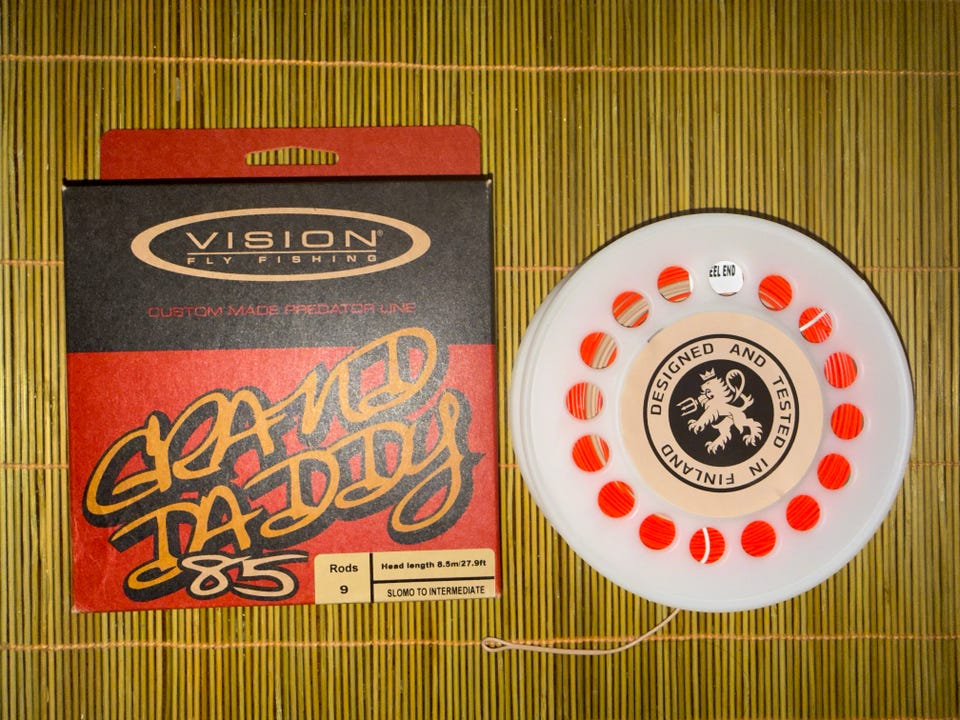 VISION®
FLY FISHING
CUSTOM MADE PREDATOR LINE
GRAND
DADDY
85
Rods
9
Head length 8.5m/27.9ft
SLOMO TO INTERMEDIATE
EEL END
DESIGNED AND TESTED IN FINLAND